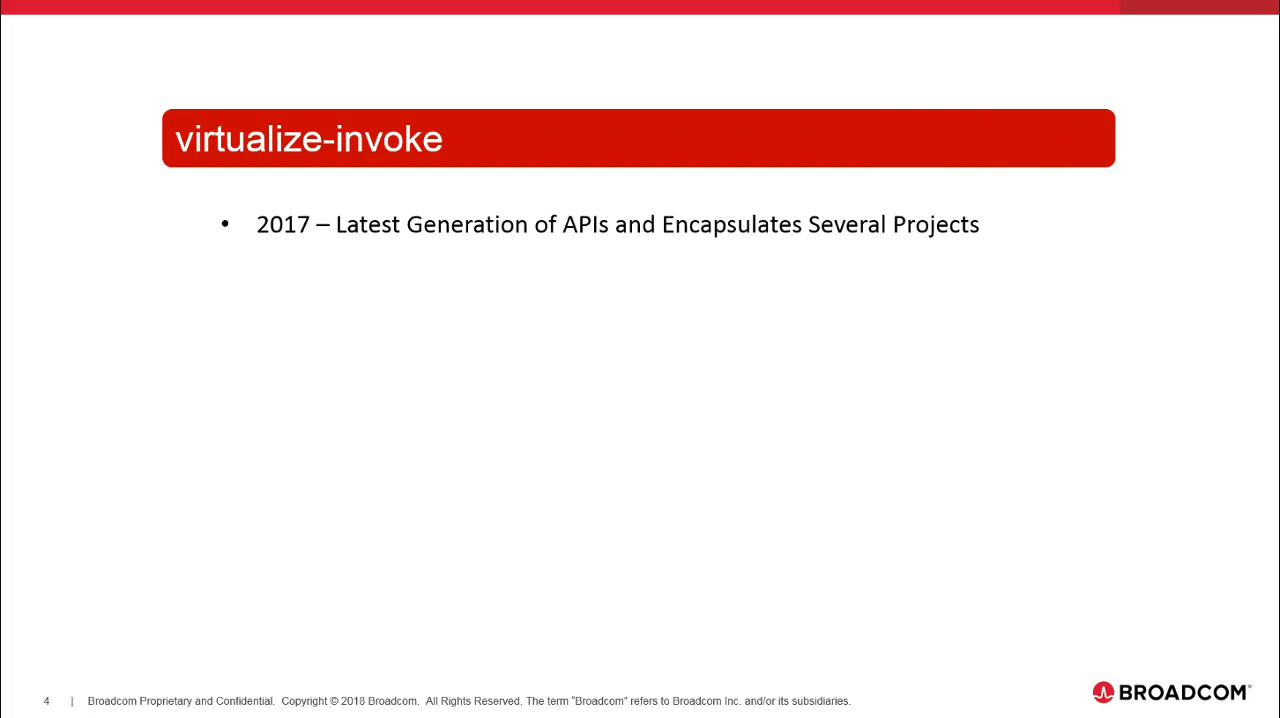 virtualize-invoke
• 2017 – Latest Generation of APIs and Encapsulates Several Projects
4 | Broadcom Proprietary and Confidential. Copyright © 2018 Broadcom. All Rights Reserved. The term "Broadcom" refers to Broadcom Inc. and/or its subsidiaries.
BROADCOM®